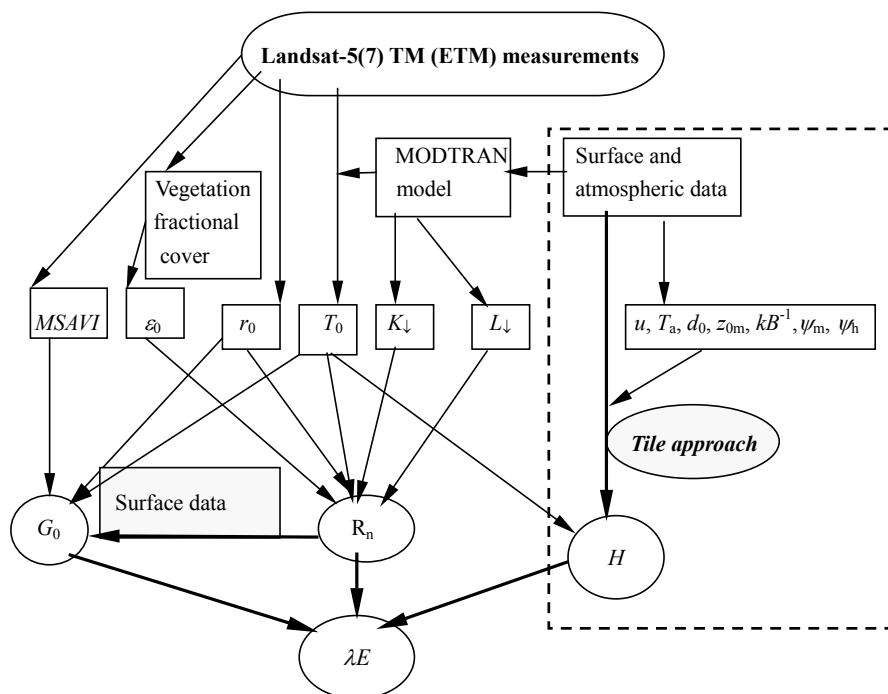 Landsat-5(7) TM (ETM) measurements
MODTRAN
model
Surface and
atmospheric data
Vegetation
fractional
cover
MSAVI
ε₀
r₀
T₀
K↓
L↓
u, Tₐ, d₀, z₀ₘ, kB⁻¹, ψₘ, ψₕ
Tile approach
Surface data
G₀
Rₙ
H
λE